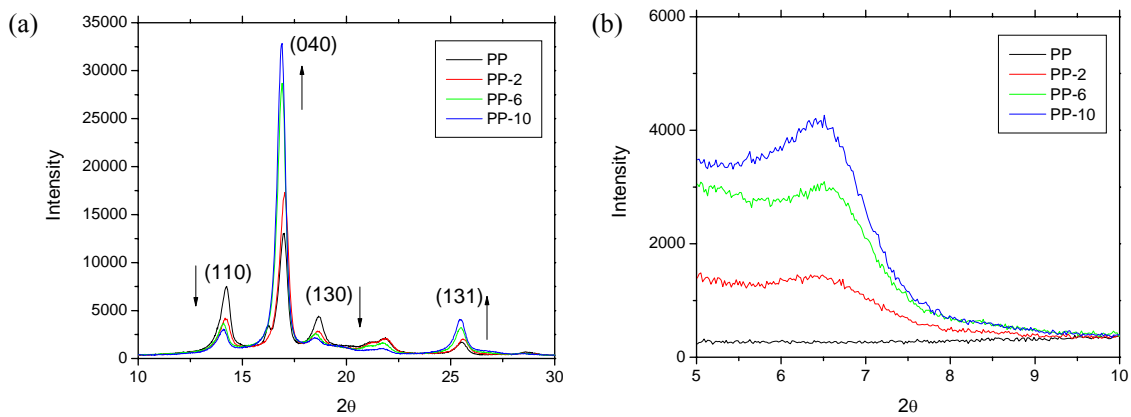 (a)
Intensity
35000
30000
25000
20000
15000
10000
5000
0
10
15
20
25
30
2θ
(110)
(040)
(130)
(131)
PP
PP-2
PP-6
PP-10
(b)
Intensity
6000
4000
2000
0
5
6
7
8
9
10
2θ
PP
PP-2
PP-6
PP-10